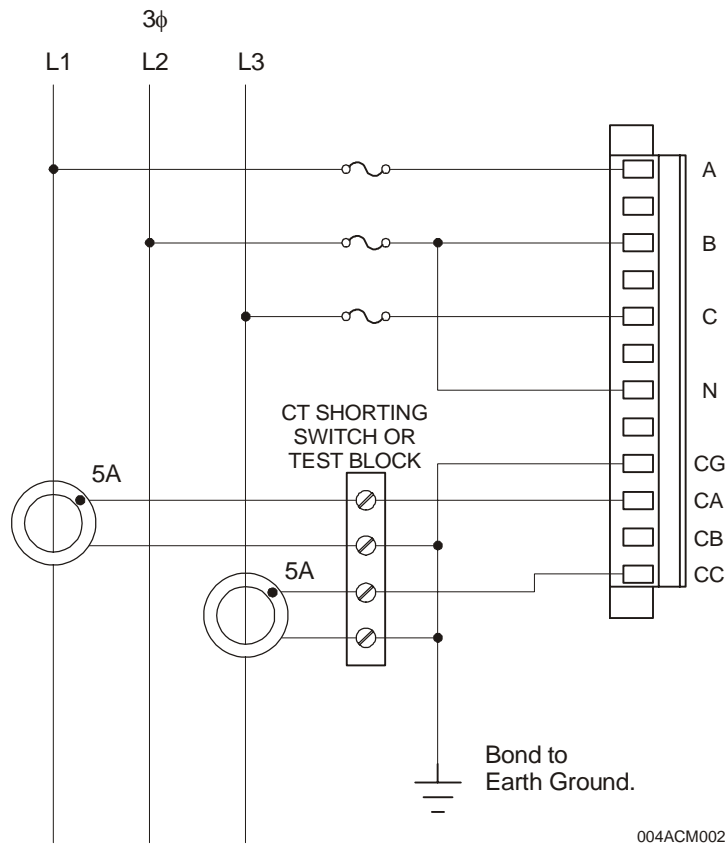 3ϕ
L1
L2
L3
A
B
C
N
CT SHORTING
SWITCH OR
TEST BLOCK
CG
5A
CA
CB
5A
CC
Bond to
Earth Ground.
004ACM002